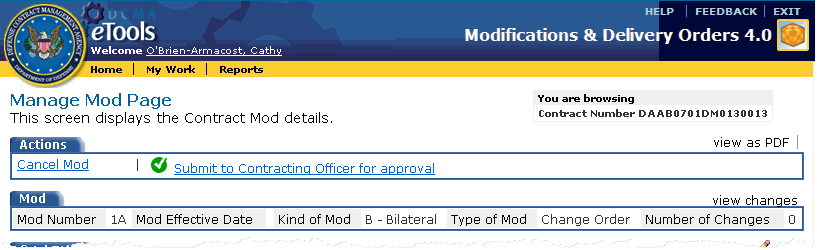 DCMA
HELP | FEEDBACK | EXIT
eTools
Modifications & Delivery Orders 4.0
Welcome O'Brien-Armacost, Cathy
DEFENSE CONTRACT MANAGEMENT AGENCY
DEPARTMENT OF DEFENSE
Home | My Work | Reports
Manage Mod Page
This screen displays the Contract Mod details.
You are browsing
Contract Number DAAB0701DM0130013
Actions
view as PDF |
Cancel Mod | Submit to Contracting Officer for approval
Mod
view changes
Mod Number 1A Mod Effective Date Kind of Mod B - Bilateral Type of Mod Change Order Number of Changes 0